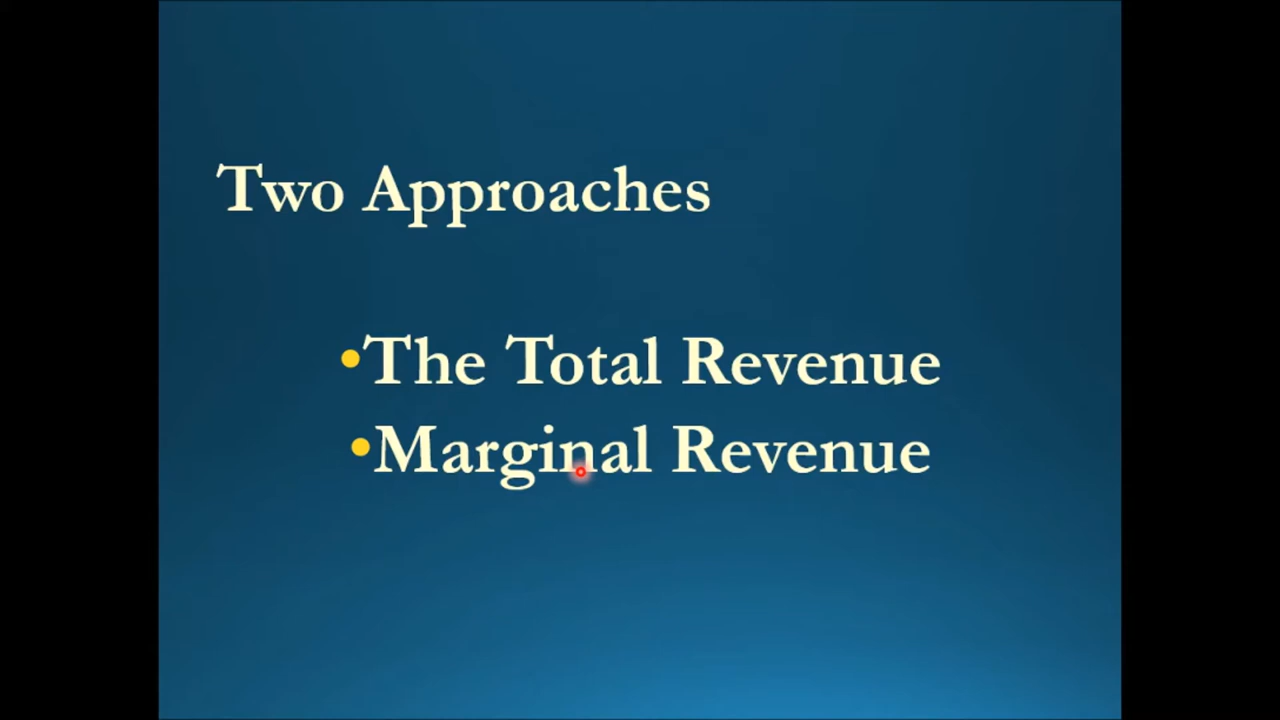 Two Approaches
•The Total Revenue
•Marginal Revenue